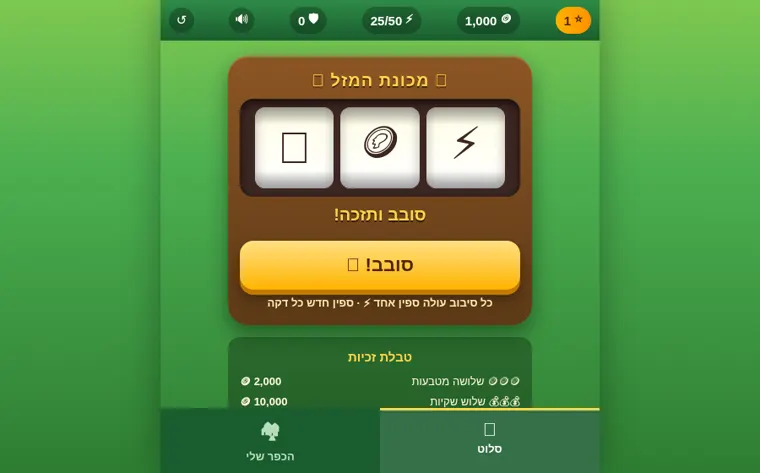 1 ⭐
1,000 🪙
25/50 ⚡
0 🛡
🔊
↺
מכונת המזל
🪙 ⚡
סובב ותזכה!
סובב!
כל סיבוב עולה ספין אחד ⚡ · ספין חדש כל דקה
טבלת זכיות
🪙🪙🪙 שלושה מטבעות 2,000 🪙
💰💰💰 שלוש שקיות 10,000 🪙
סלוט
🏘 הכפר שלי